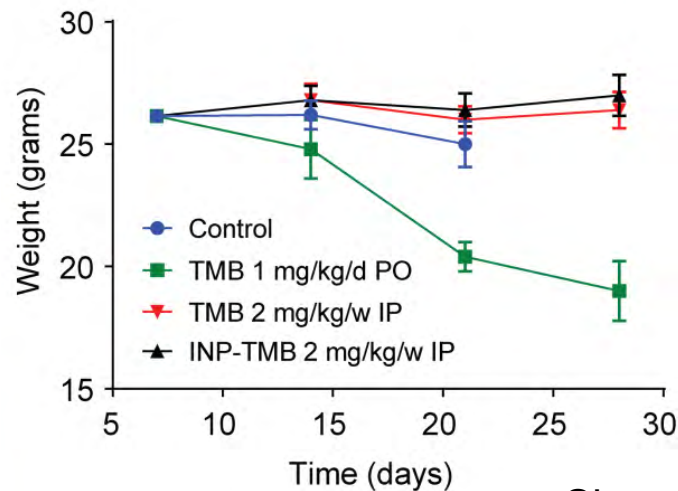 30
25
20
15
Weight (grams)
Control
TMB 1 mg/kg/d PO
TMB 2 mg/kg/w IP
INP-TMB 2 mg/kg/w IP
5 10 15 20 25 30
Time (days)